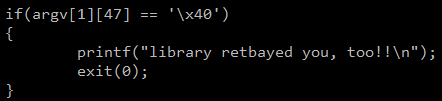 if(argv[1][47] == '\x40')
{
        printf("library retbayed you, too!!\n");
        exit(0);
}